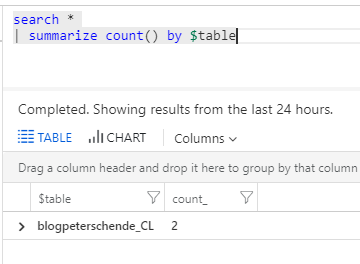 search *
| summarize count() by $table
Completed. Showing results from the last 24 hours.
TABLE CHART Columns
Drag a column header and drop it here to group by that column
$table count_
blogpeterschende_CL 2